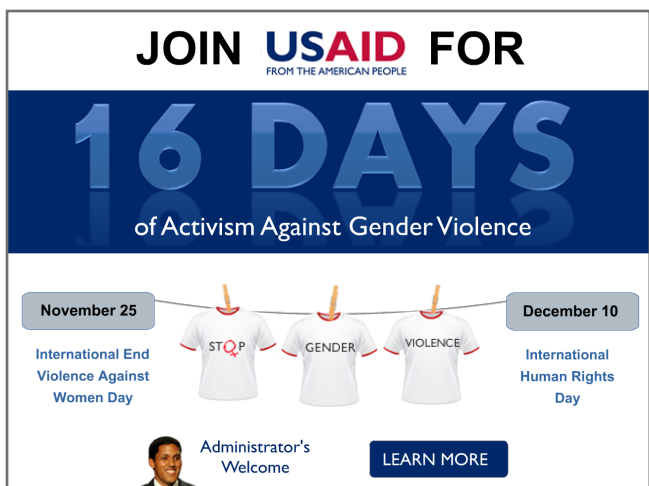 JOIN USAID FOR
FROM THE AMERICAN PEOPLE
16 DAYS
of Activism Against Gender Violence
November 25
International End
Violence Against
Women Day
STOP
GENDER
VIOLENCE
December 10
International
Human Rights
Day
Administrator's
Welcome
LEARN MORE